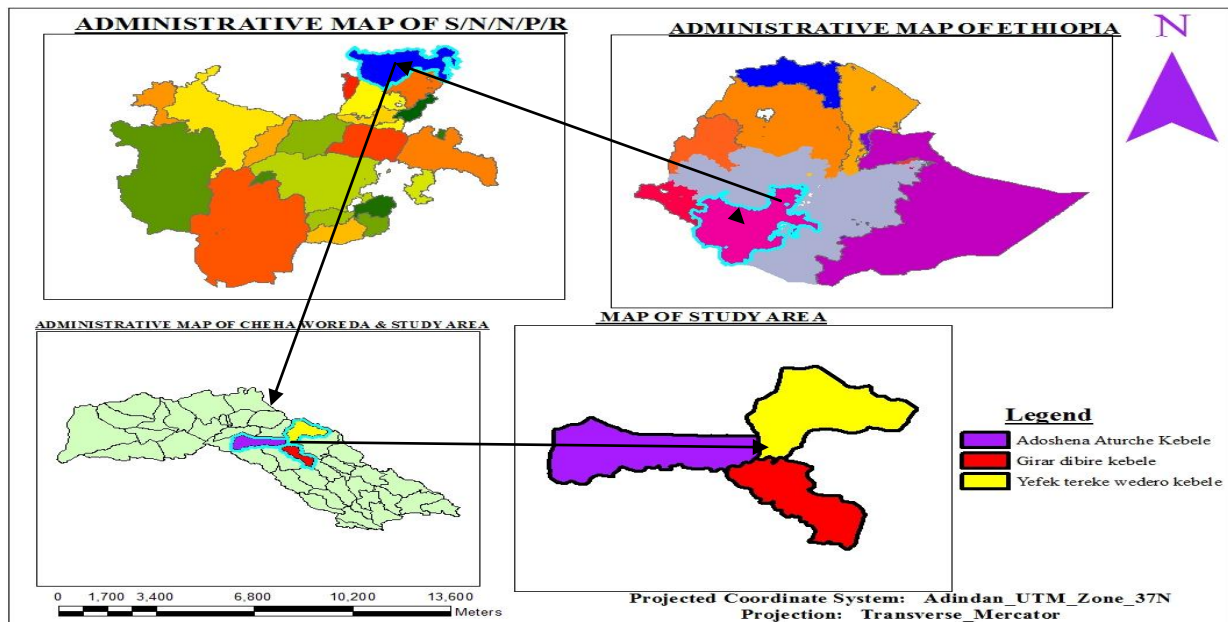 ADMINISTRATIVE MAP OF S/N/N/P/R
ADMINISTRATIVE MAP OF ETHIOPIA
N
ADMINISTRATIVE MAP OF CHEHA WOREDA & STUDY AREA
MAP OF STUDY AREA
Legend
Adoshena Aturche Kebele
Girar dibire kebele
Yefek tereke wedero kebele
0 1,700 3,400 6,800 10,200 13,600
Meters
Projected Coordinate System: Adindan_UTM_Zone_37N
Projection: Transverse_Mercator